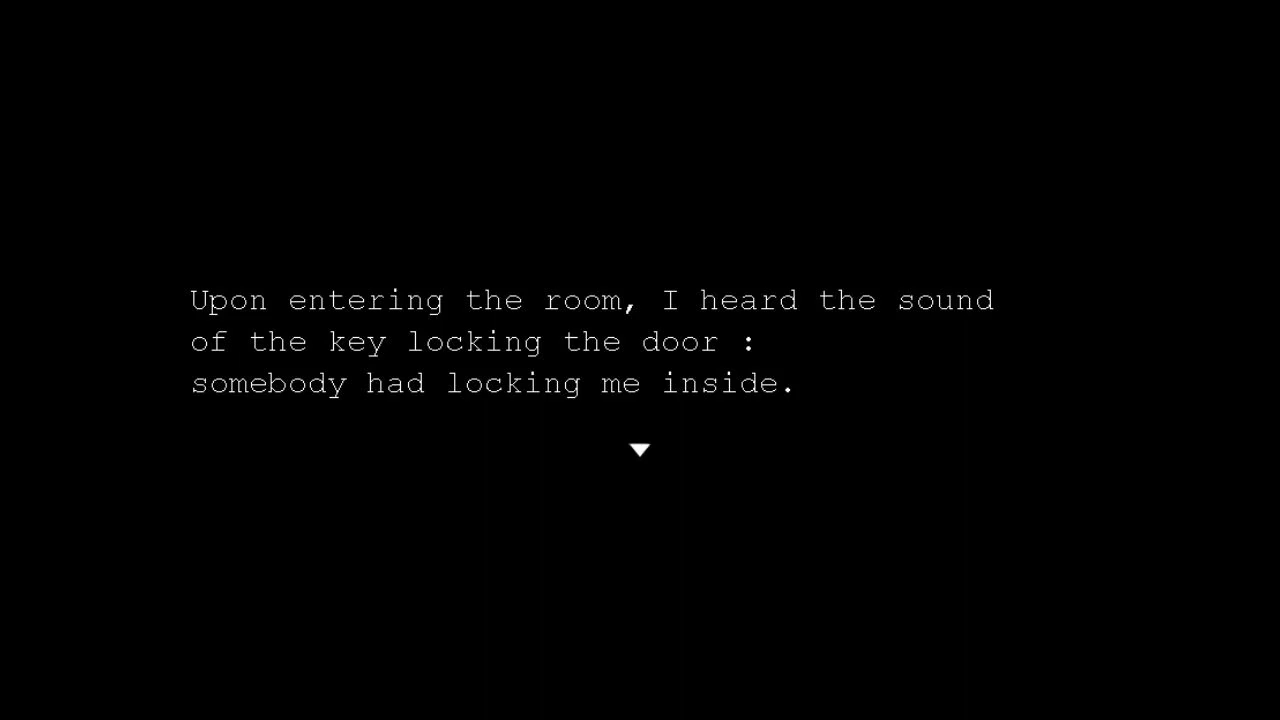 Upon entering the room, I heard the sound
of the key locking the door :
somebody had locking me inside.